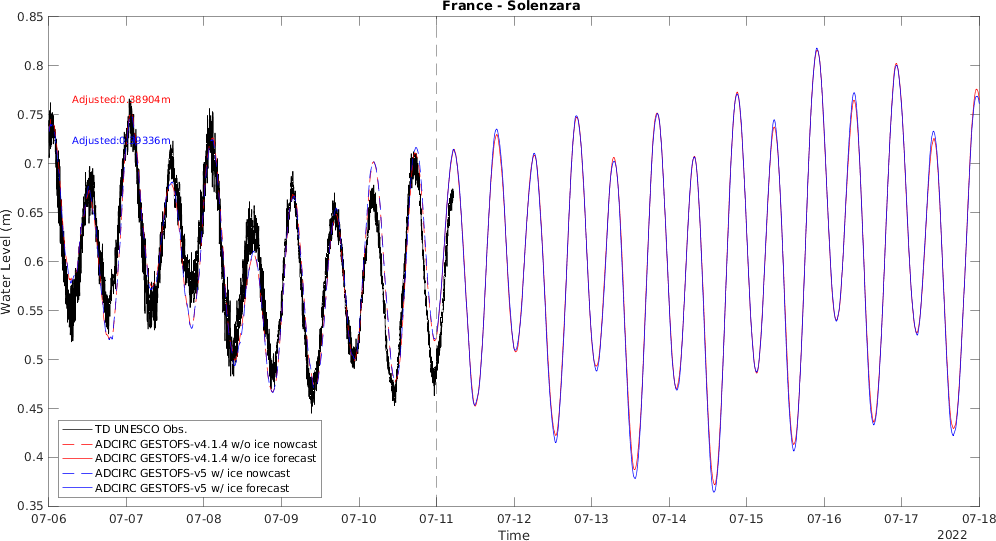 France - Solenzara
0.85
0.8
0.75
0.7
0.65
0.6
0.55
0.5
0.45
0.4
0.35
Water Level (m)
Adjusted:0.38904m
TD UNESCO Obs.
ADCIRC GESTOFS-v4.1.4 w/o ice nowcast
ADCIRC GESTOFS-v4.1.4 w/o ice forecast
ADCIRC GESTOFS-v5 w/ ice nowcast
ADCIRC GESTOFS-v5 w/ ice forecast
07-06 07-07 07-08 07-09 07-10 07-11 07-12 07-13 07-14 07-15 07-16 07-17 07-18
Time
2022